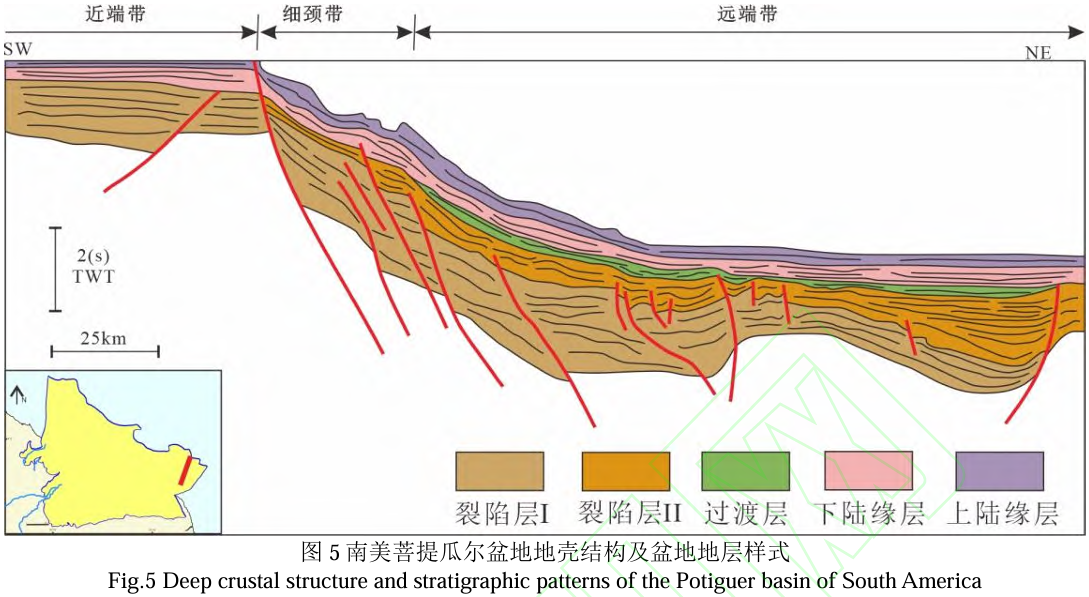 近端带 细颈带 远端带
SW
NE
2(s)
TWT
25km
N
裂陷层I 裂陷层II 过渡层 下陆缘层 上陆缘层
图 5 南美菩提瓜尔盆地地壳结构及盆地地层样式
Fig.5 Deep crustal structure and stratigraphic patterns of the Potiguer basin of South America